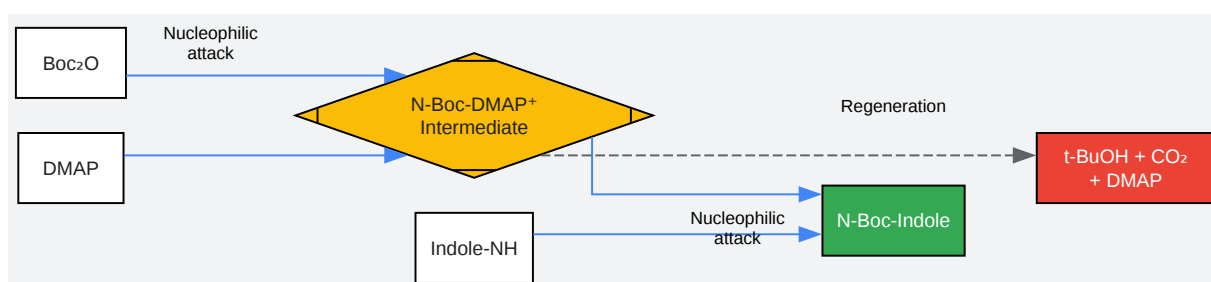 Nucleophilic
attack
Boc₂O
N-Boc-DMAP⁺
Intermediate
Regeneration
DMAP
t-BuOH + CO₂
+ DMAP
Indole-NH
Nucleophilic
attack
N-Boc-Indole